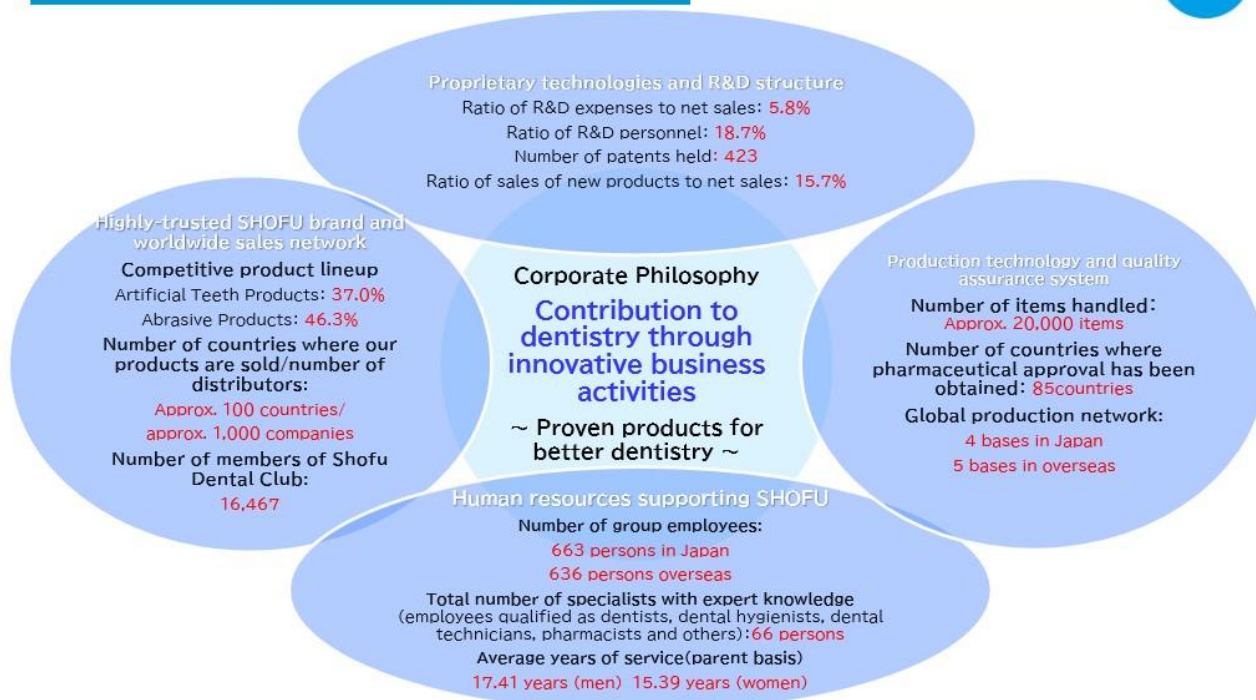 Proprietary technologies and R&D structure
Ratio of R&D expenses to net sales: 5.8%
Ratio of R&D personnel: 18.7%
Number of patents held: 423
Ratio of sales of new products to net sales: 15.7%
Highly-trusted SHOFU brand and
worldwide sales network
Competitive product lineup
Artificial Teeth Products: 37.0%
Abrasive Products: 46.3%
Number of countries where our
products are sold/number of
distributors:
Approx. 100 countries/
approx. 1,000 companies
Number of members of Shofu
Dental Club:
16,467
Corporate Philosophy
Contribution to
dentistry through
innovative business
activities
~ Proven products for
better dentistry ~
Production technology and quality
assurance system
Number of items handled:
Approx. 20,000 items
Number of countries where
pharmaceutical approval has been
obtained: 85countries
Global production network:
4 bases in Japan
5 bases in overseas
Human resources supporting SHOFU
Number of group employees:
663 persons in Japan
636 persons overseas
Total number of specialists with expert knowledge
(employees qualified as dentists, dental hygienists, dental
technicians, pharmacists and others):66 persons
Average years of service(parent basis)
17.41 years (men) 15.39 years (women)